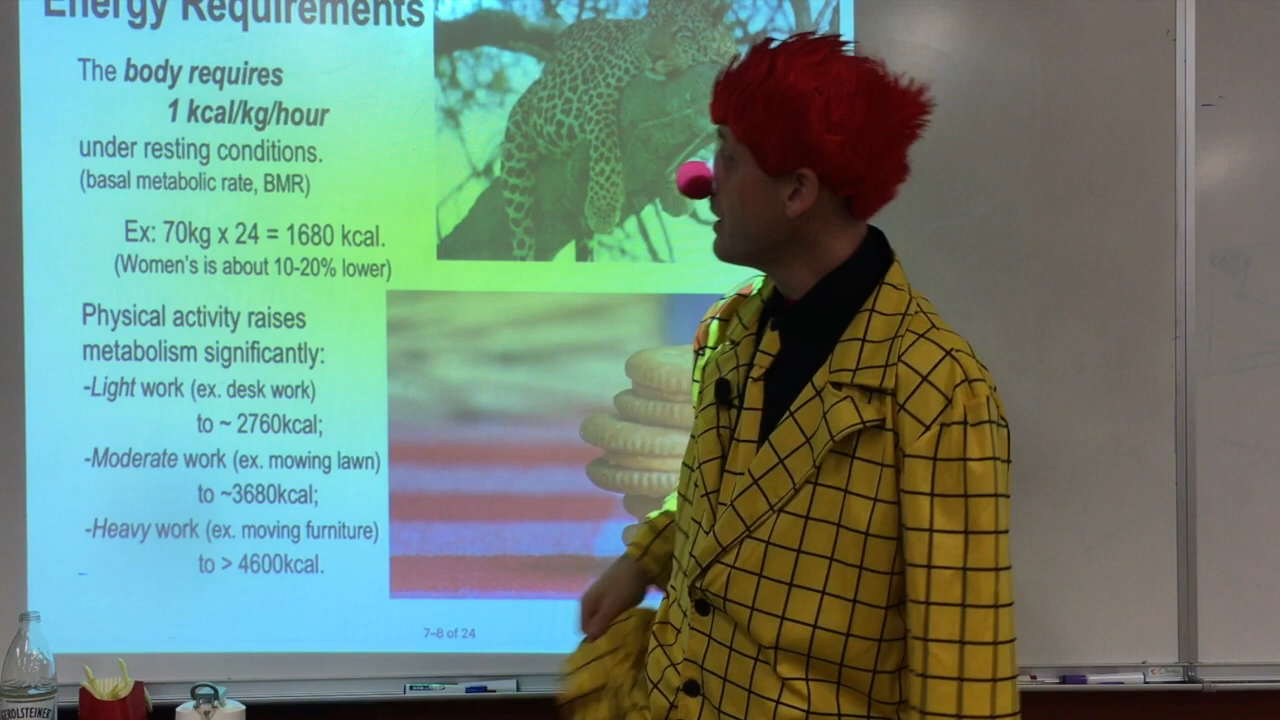 Energy Requirements
The body requires
1 kcal/kg/hour
under resting conditions.
(basal metabolic rate, BMR)
Ex: 70kg x 24 = 1680 kcal.
(Women's is about 10-20% lower)
Physical activity raises
metabolism significantly:
-Light work (ex. desk work)
to ~ 2760kcal;
-Moderate work (ex. mowing lawn)
to ~3680kcal;
-Heavy work (ex. moving furniture)
to > 4600kcal.
7–8 of 24
GEROLSTEINER